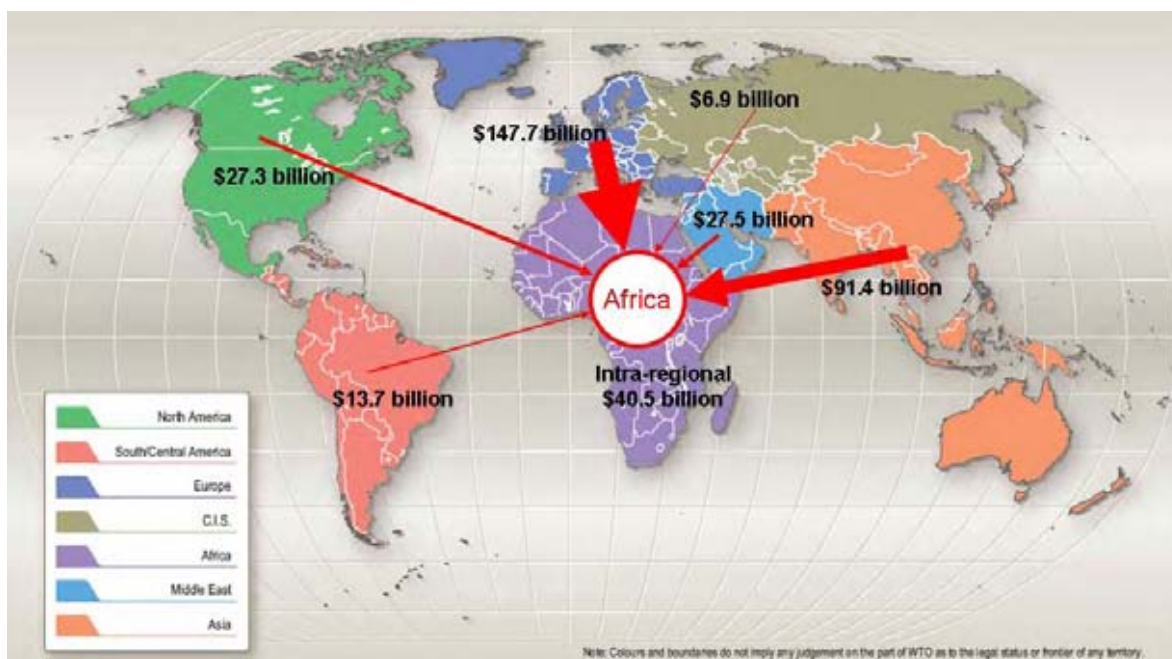 $6.9 billion
$147.7 billion
$27.3 billion
$27.5 billion
$91.4 billion
Africa
Intra-regional
$40.5 billion
$13.7 billion
North America
South/Central America
Europe
C.I.S.
Africa
Middle East
Asia
Note: Colours and boundaries do not imply any judgement on the part of WTO as to the legal status or frontier of any territory.